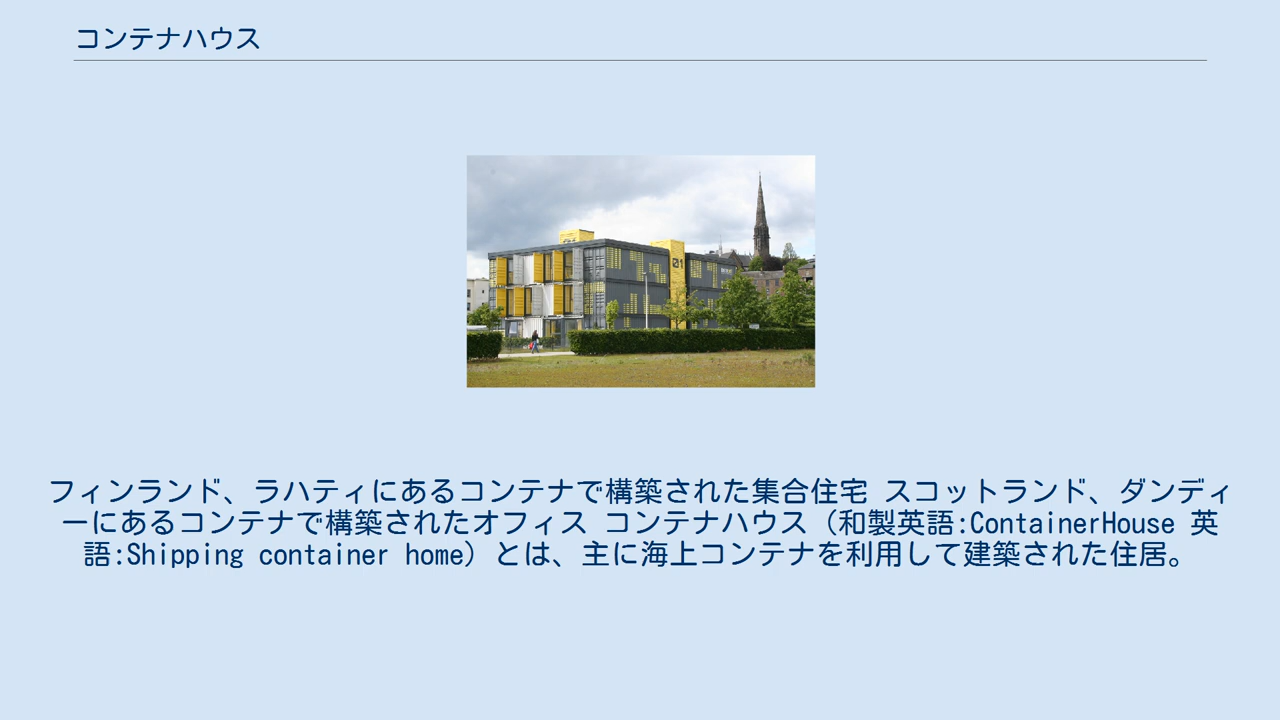 コンテナハウス
01
フィンランド、ラハティにあるコンテナで構築された集合住宅 スコットランド、ダンディ
ーにあるコンテナで構築されたオフィス コンテナハウス（和製英語:ContainerHouse 英
語:Shipping container home）とは、主に海上コンテナを利用して建築された住居。